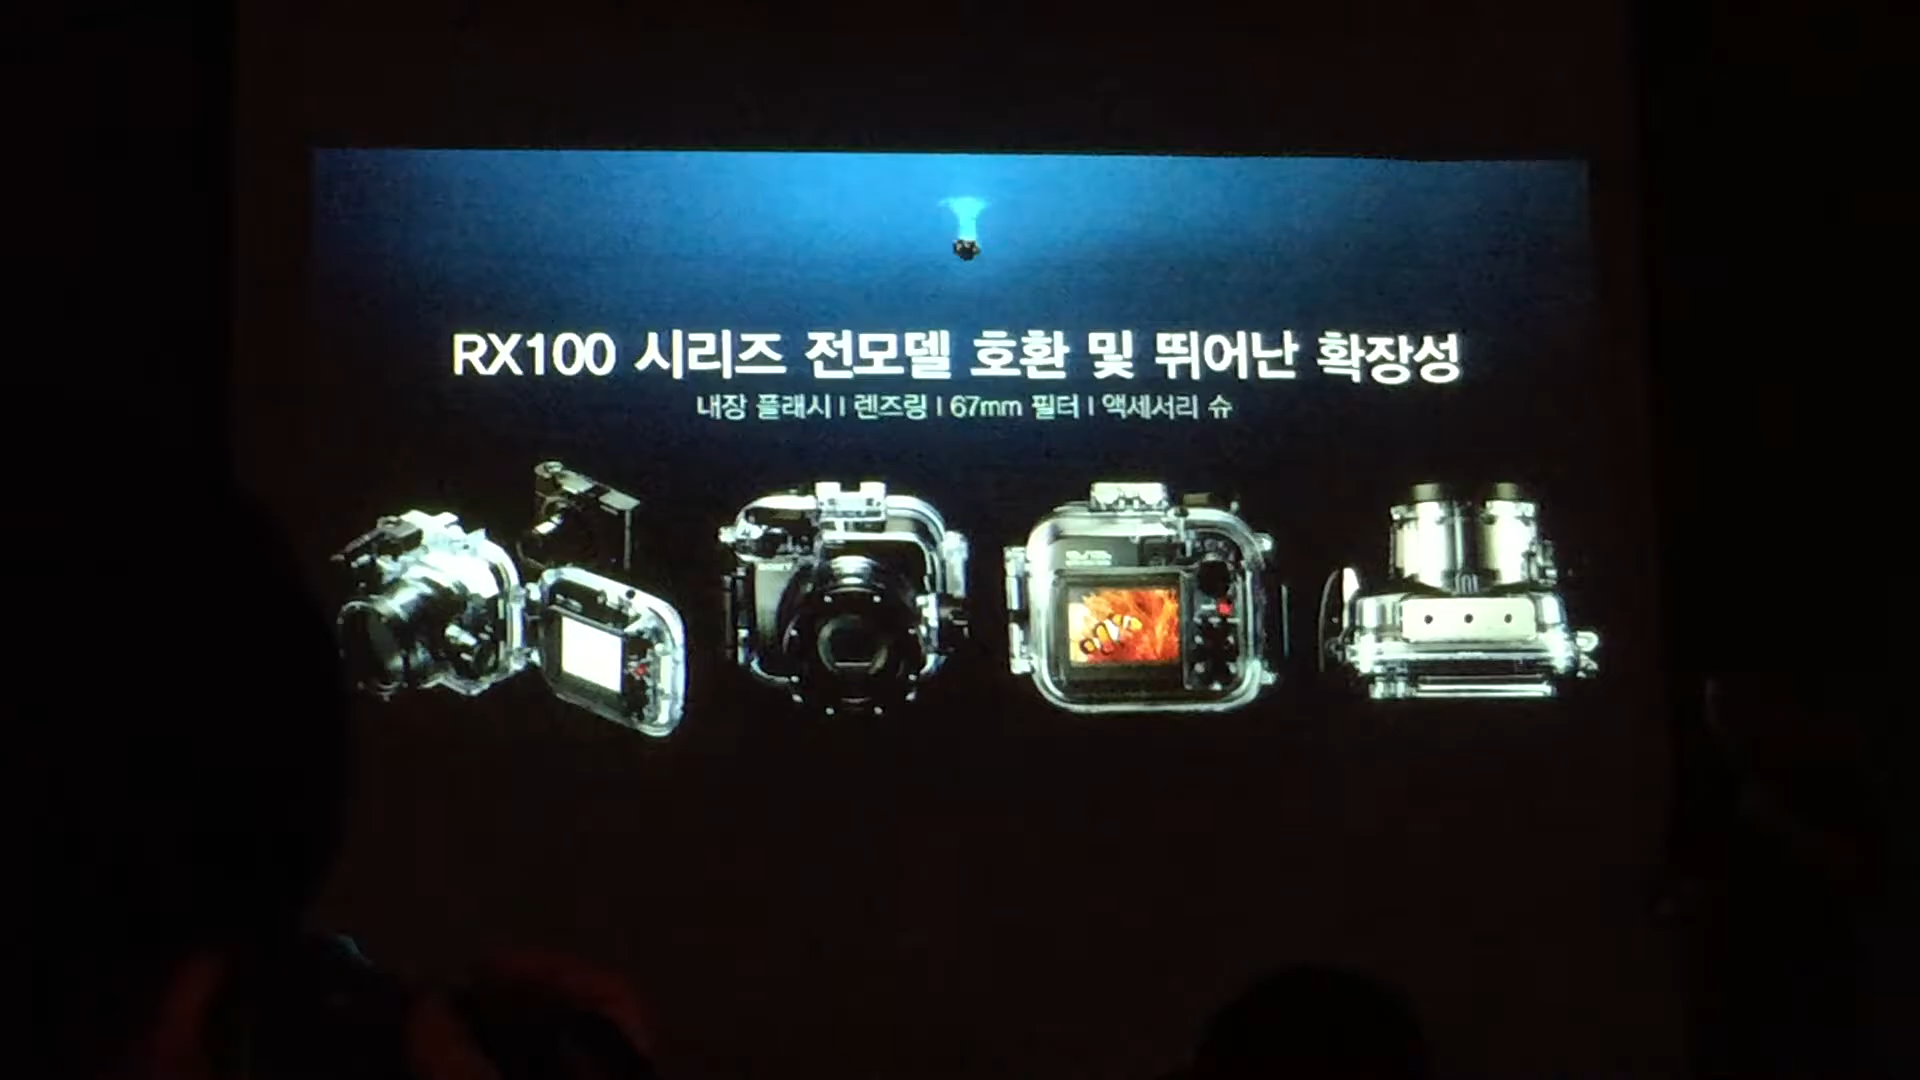 RX100 시리즈 전모델 호환 및 뛰어난 확장성
내장 플래시 | 렌즈링 | 67mm 필터 | 액세서리 슈